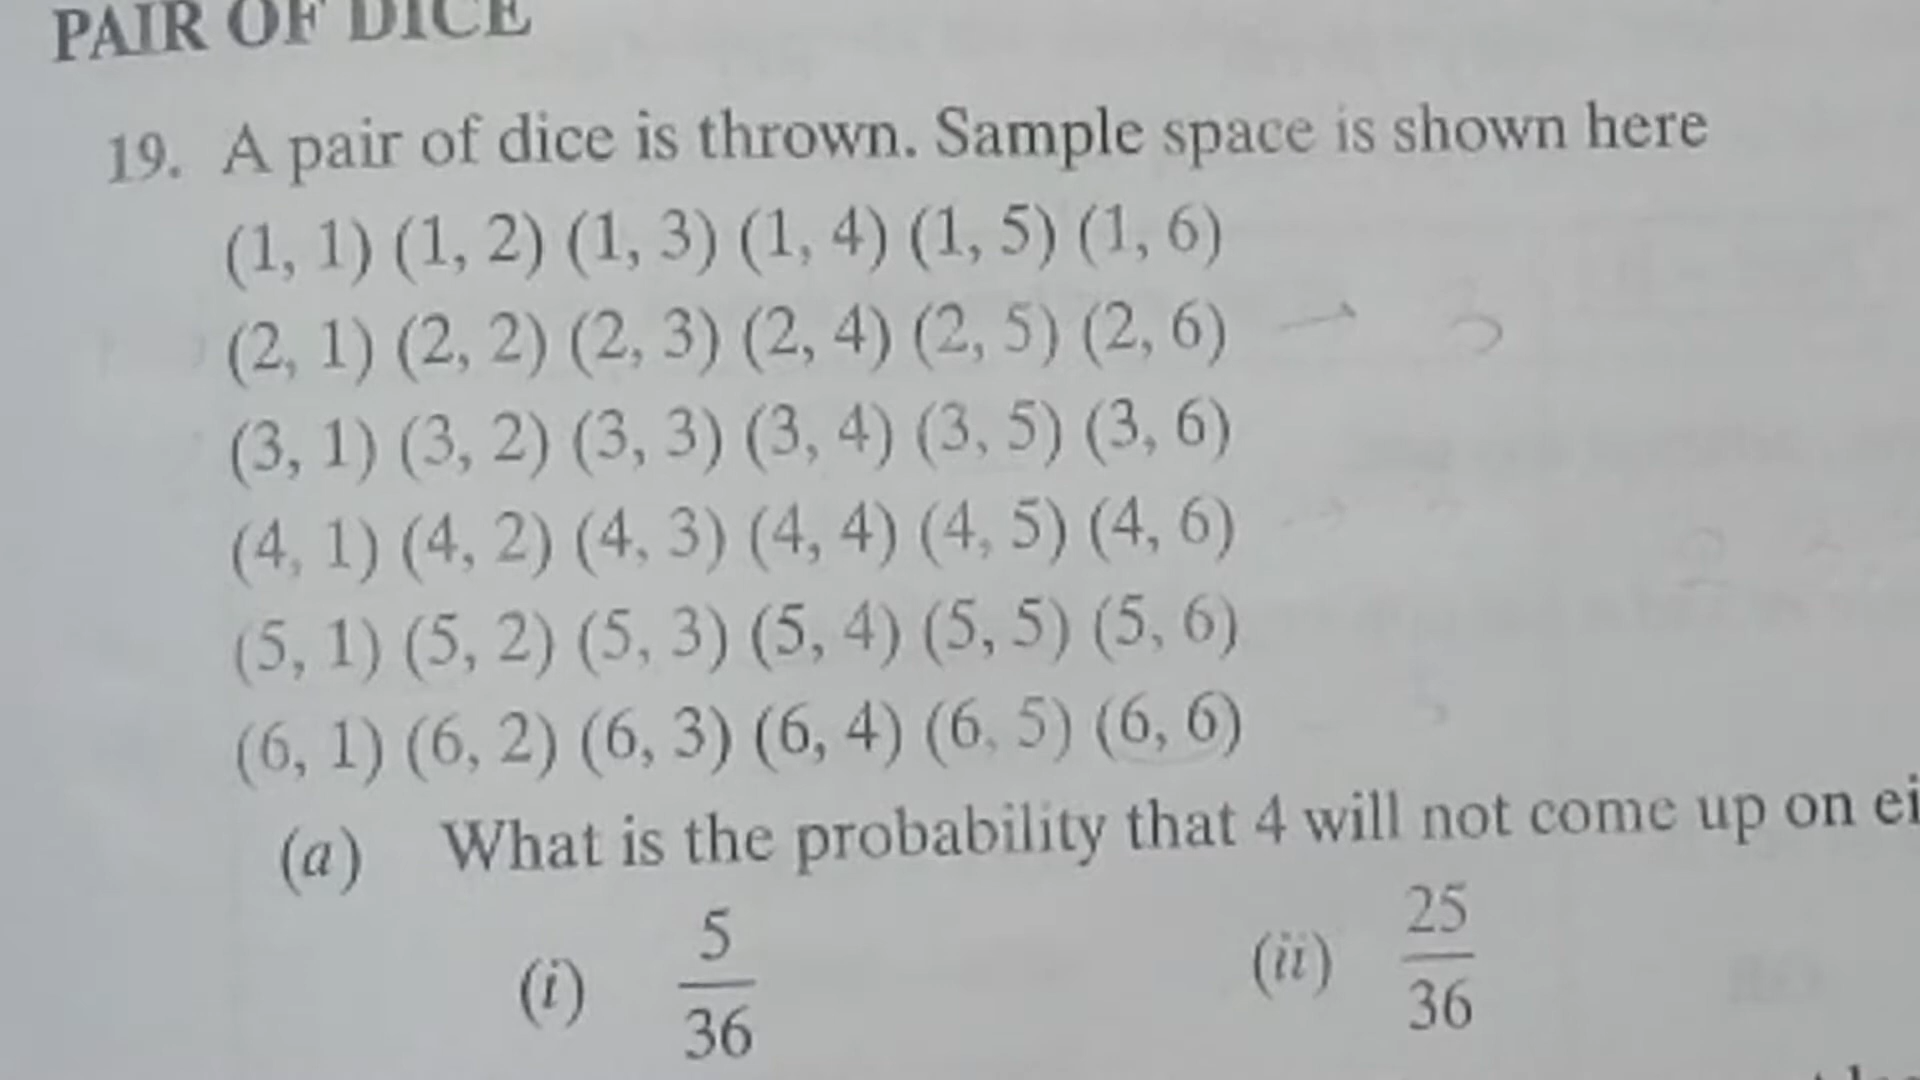 PAIR OF DICE
19. A pair of dice is thrown. Sample space is shown here
(1, 1) (1, 2) (1, 3) (1, 4) (1, 5) (1, 6)
(2, 1) (2, 2) (2, 3) (2, 4) (2, 5) (2, 6) → 3
(3, 1) (3, 2) (3, 3) (3, 4) (3, 5) (3, 6)
(4, 1) (4, 2) (4, 3) (4, 4) (4, 5) (4, 6)
(5, 1) (5, 2) (5, 3) (5, 4) (5, 5) (5, 6)
(6, 1) (6, 2) (6, 3) (6, 4) (6, 5) (6, 6)
(a) What is the probability that 4 will not come up on ei
(i) 5/36 (ii) 25/36